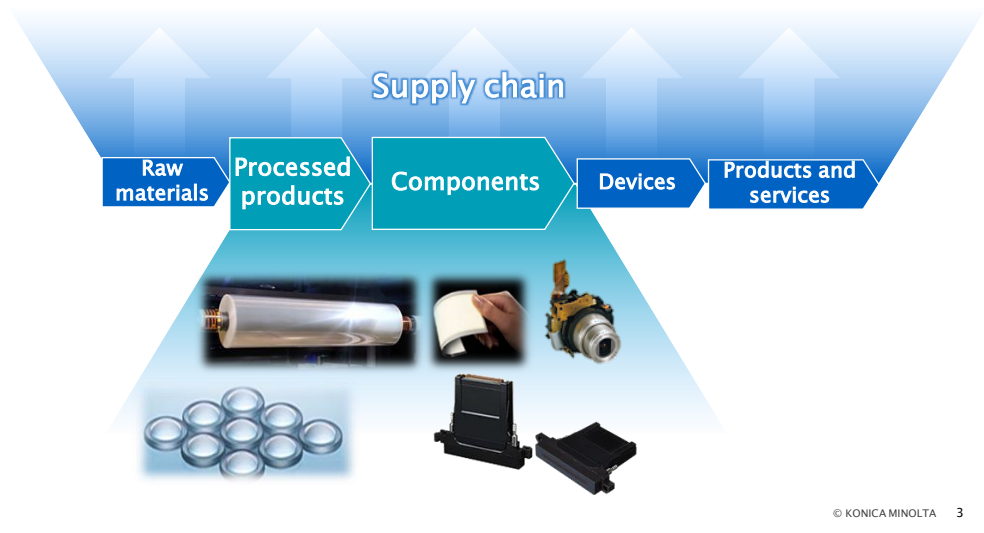 Supply chain
Raw
materials
Processed
products
Components
Devices
Products and
services
© KONICA MINOLTA 3